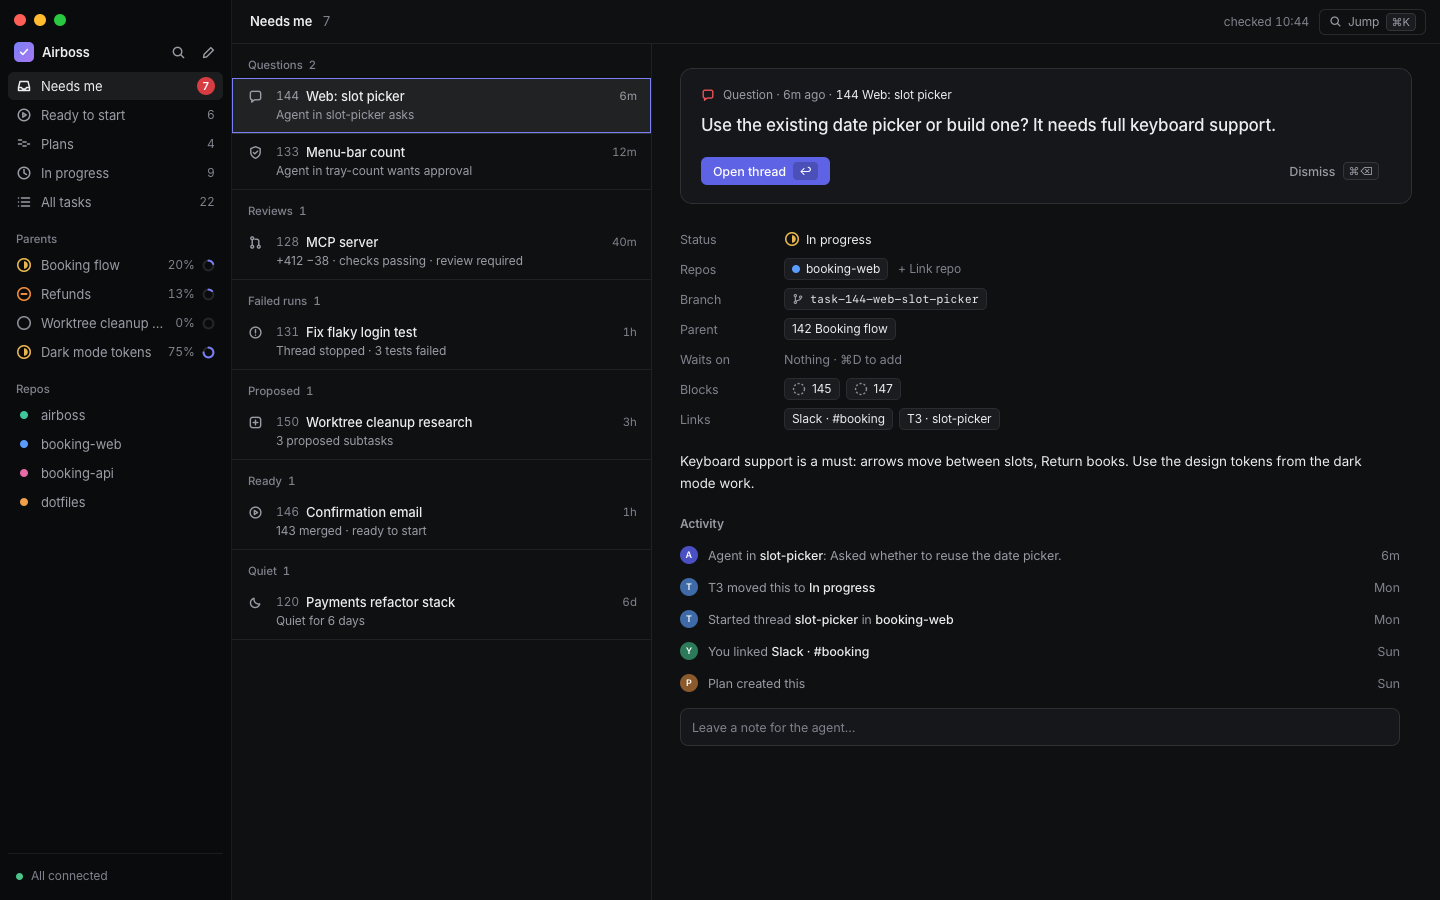 Airboss
Needs me 7
Ready to start 6
Plans 4
In progress 9
All tasks 22
Parents
Booking flow 20%
Refunds 13%
Worktree cleanup ... 0%
Dark mode tokens 75%
Repos
airboss
booking-web
booking-api
dotfiles
All connected
Needs me 7
checked 10:44
Jump ⌘K
Questions 2
144 Web: slot picker 6m
Agent in slot-picker asks
133 Menu-bar count 12m
Agent in tray-count wants approval
Reviews 1
128 MCP server 40m
+412 −38 · checks passing · review required
Failed runs 1
131 Fix flaky login test 1h
Thread stopped · 3 tests failed
Proposed 1
150 Worktree cleanup research 3h
3 proposed subtasks
Ready 1
146 Confirmation email 1h
143 merged · ready to start
Quiet 1
120 Payments refactor stack 6d
Quiet for 6 days
Question · 6m ago · 144 Web: slot picker
Use the existing date picker or build one? It needs full keyboard support.
Open thread ↩
Dismiss ⌘⌫
Status In progress
Repos booking-web + Link repo
Branch task-144-web-slot-picker
Parent 142 Booking flow
Waits on Nothing · ⌘D to add
Blocks 145 147
Links Slack · #booking T3 · slot-picker
Keyboard support is a must: arrows move between slots, Return books. Use the design tokens from the dark
mode work.
Activity
A Agent in slot-picker: Asked whether to reuse the date picker. 6m
T T3 moved this to In progress Mon
T Started thread slot-picker in booking-web Mon
Y You linked Slack · #booking Sun
P Plan created this Sun
Leave a note for the agent...